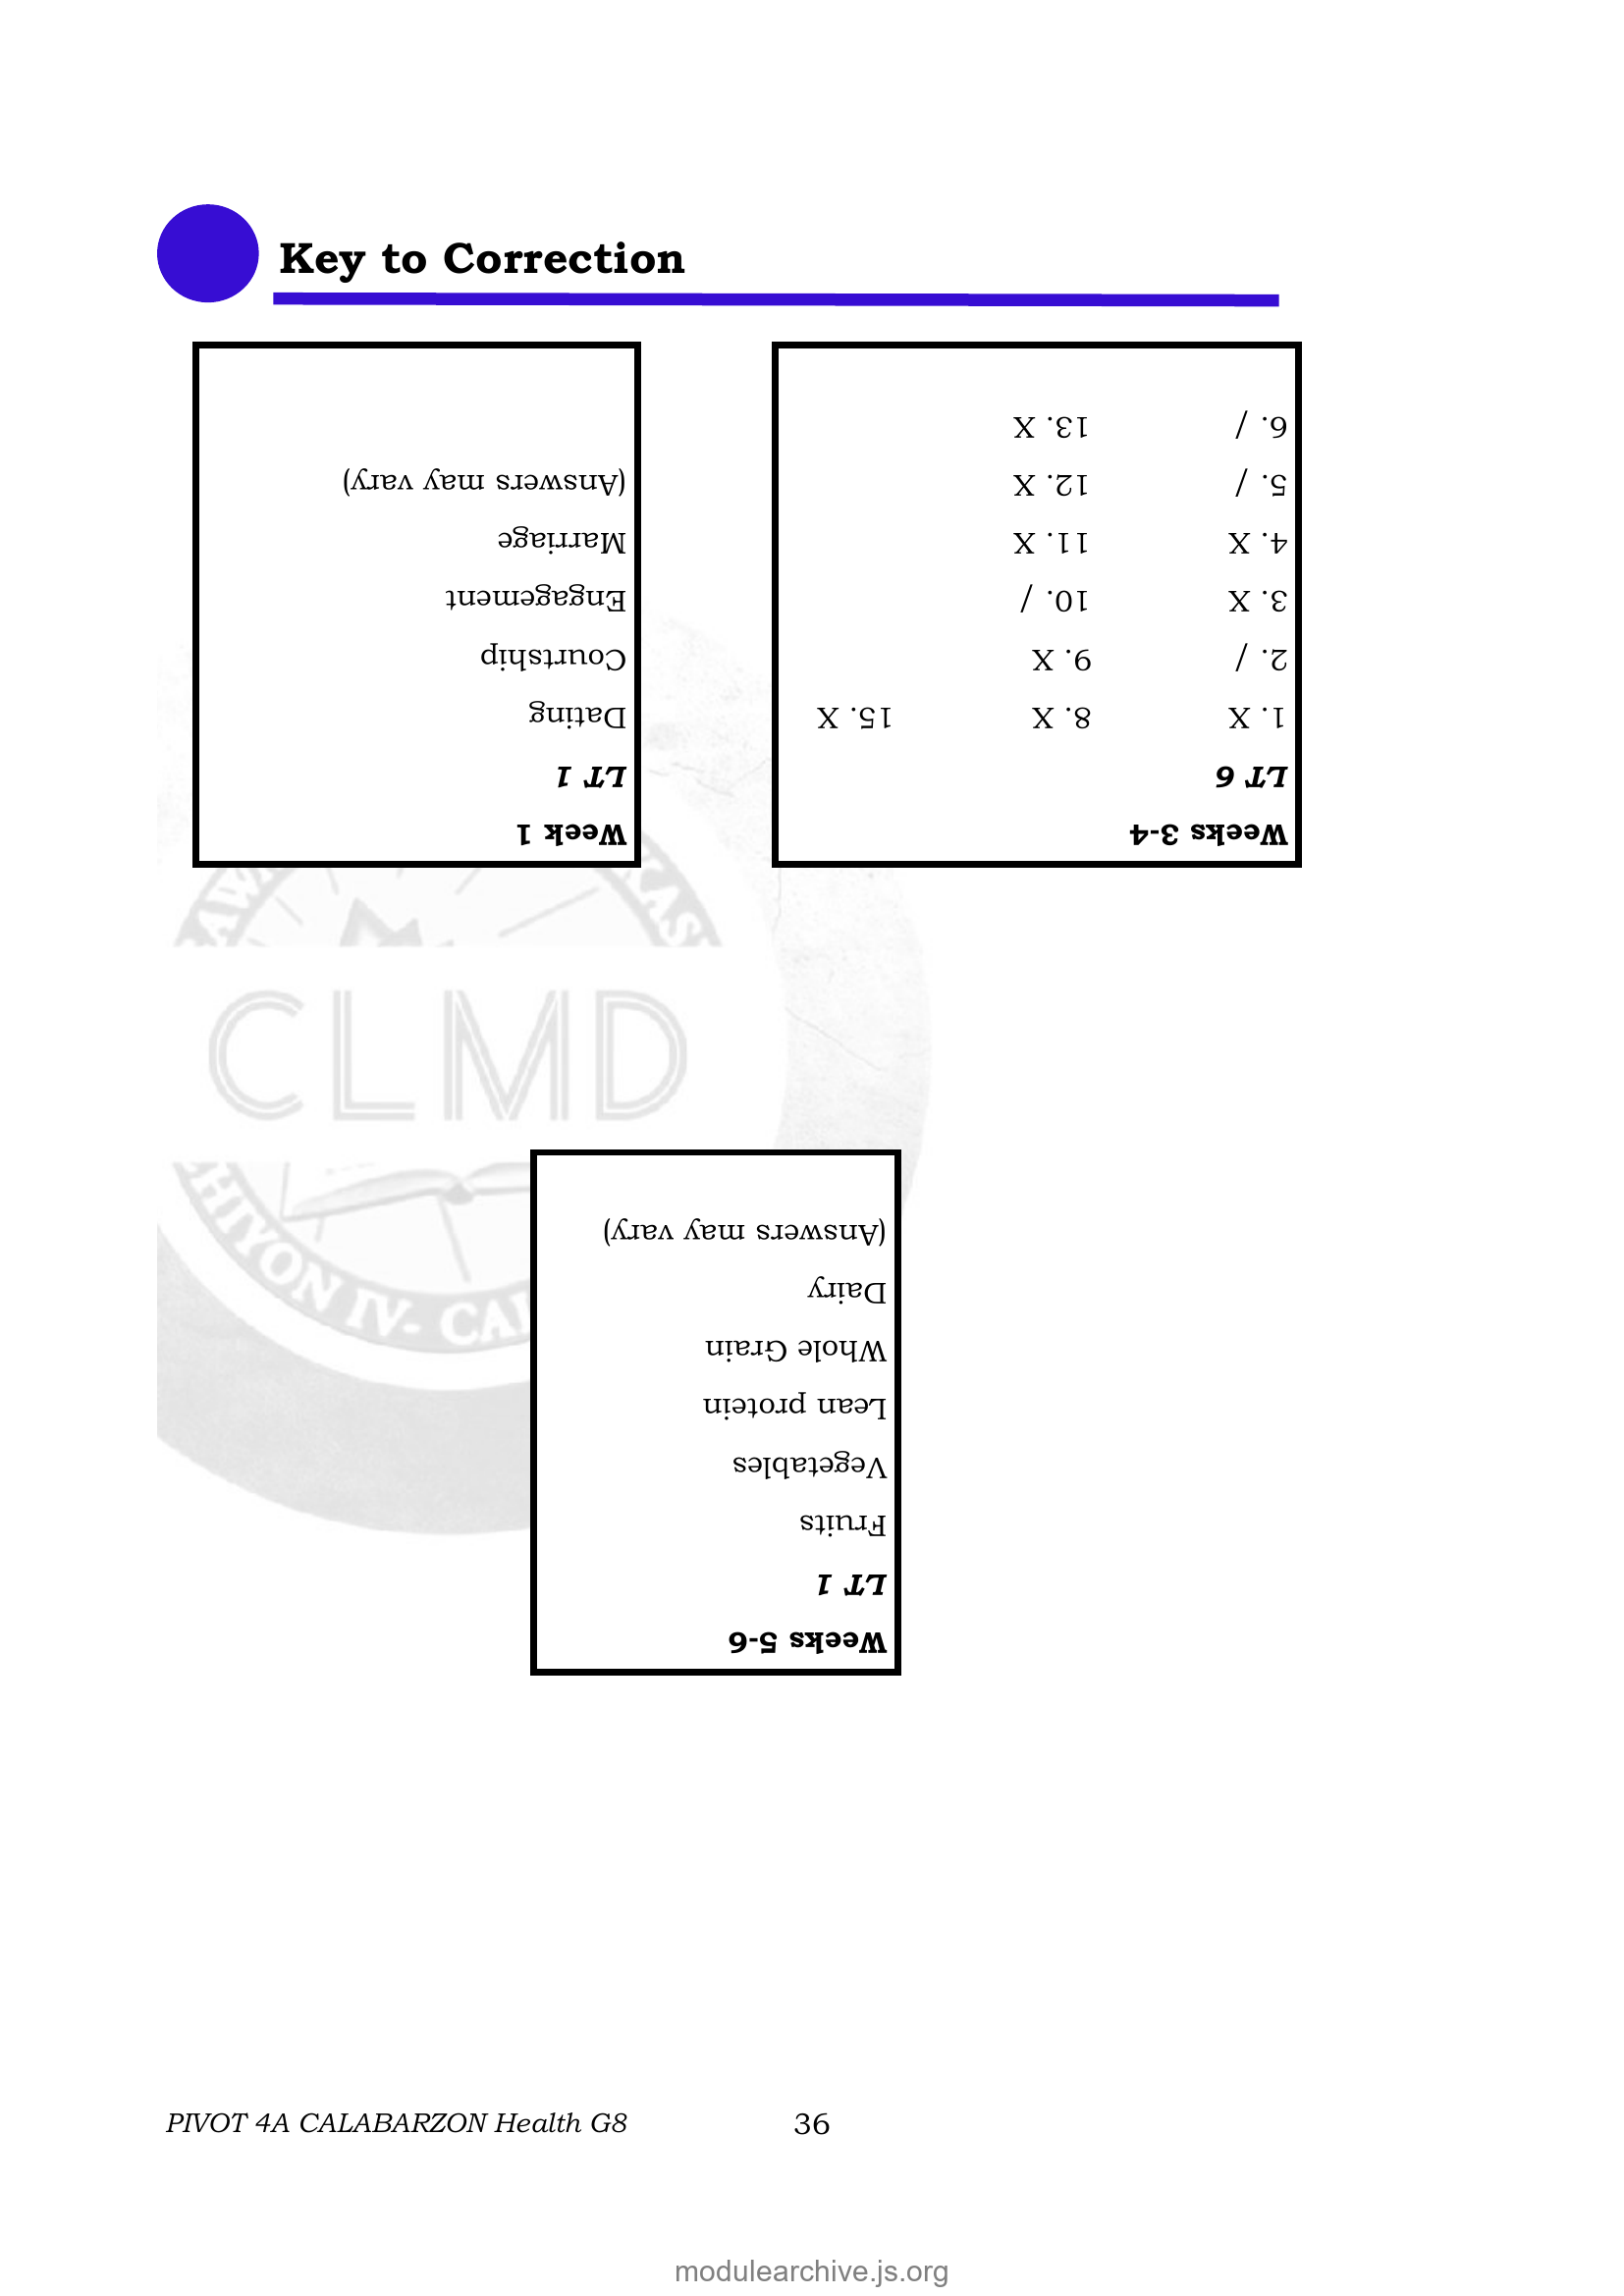 Key to Correction
Week 1
LT 1
Dating
Courtship
Engagement
Marriage
(Answers may vary)
Weeks 3-4
LT 6
1. X 8. X 15. X
2. / 9. X
3. X 10. /
4. X 11. X
5. / 12. X
6. / 13. X
Weeks 5-6
LT 1
Fruits
Vegetables
Lean protein
Whole Grain
Dairy
(Answers may vary)
CLMD
HIYON IV- CAL
PIVOT 4A CALABARZON Health G8 36
modulearchive.js.org